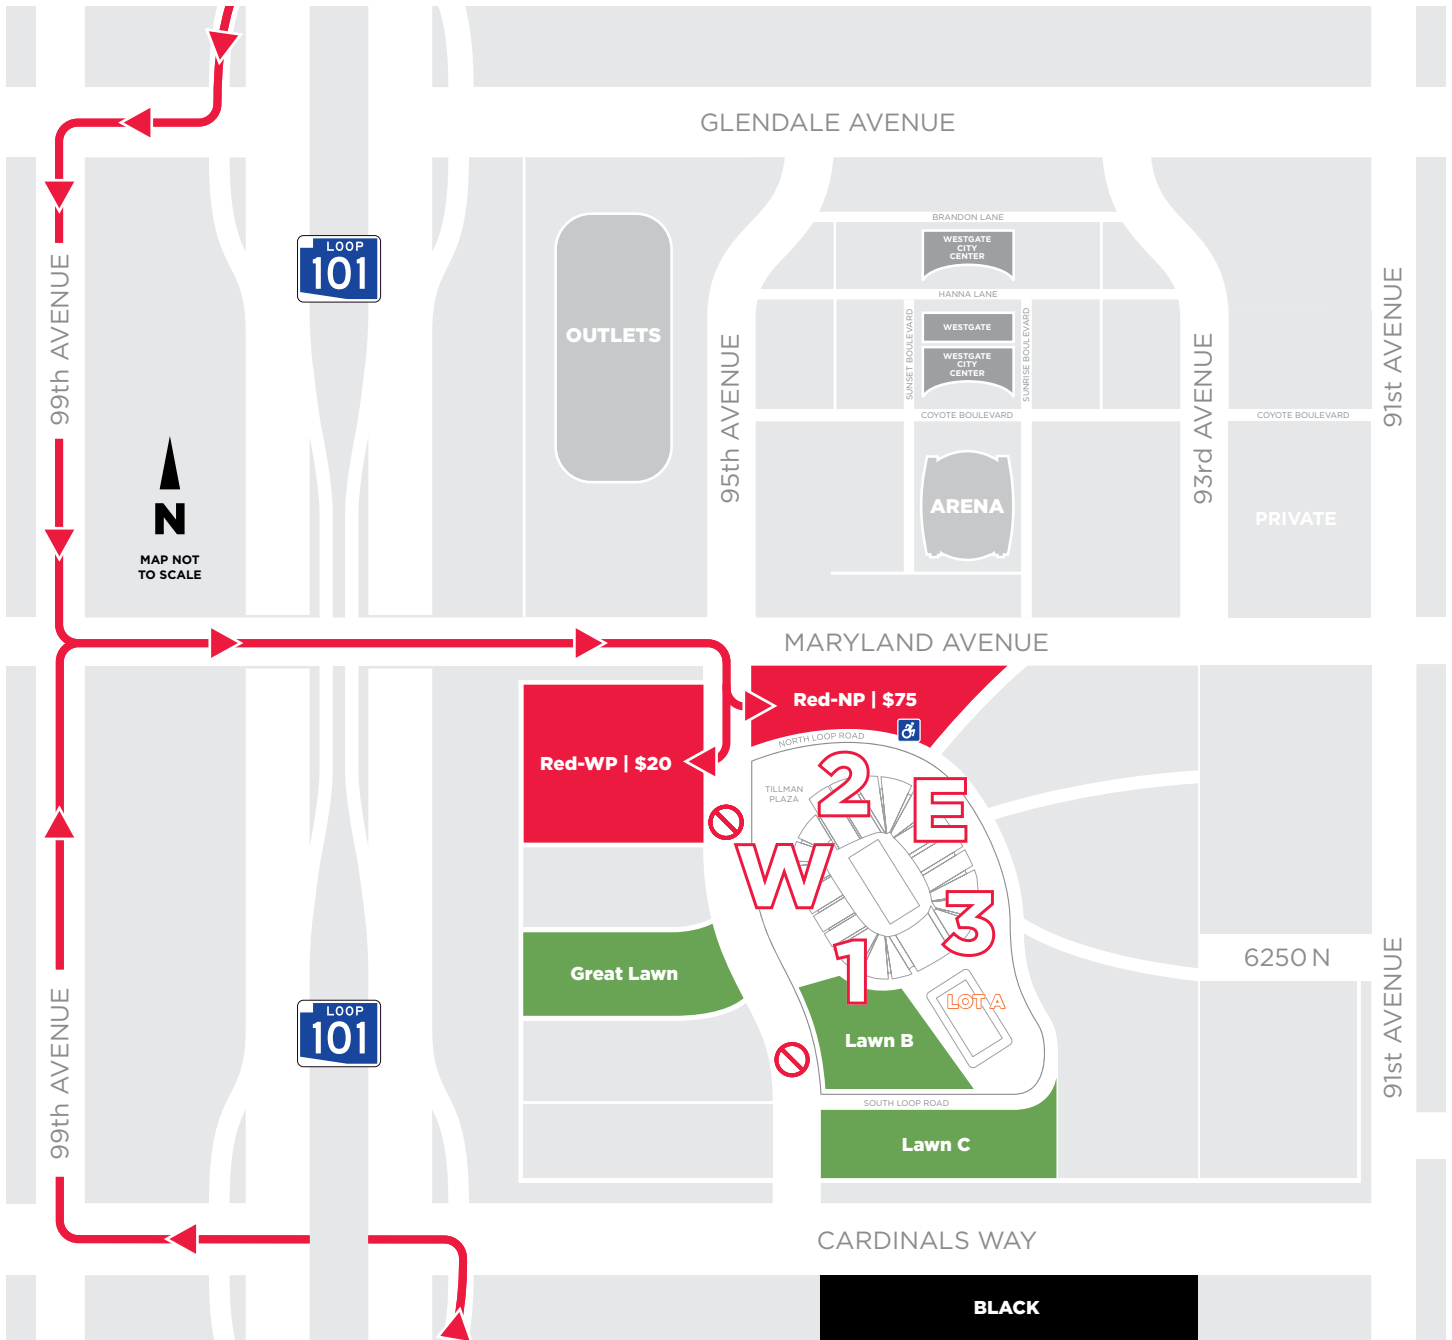 GLENDALE AVENUE
BRANDON LANE
WESTGATE
CITY
CENTER
LOOP
101
HANNA LANE
99th AVENUE
OUTLETS
95th AVENUE
SUNSET BOULEVARD
WESTGATE
WESTGATE
CITY
CENTER
SUNRISE BOULEVARD
93rd AVENUE
91st AVENUE
COYOTE BOULEVARD
COYOTE BOULEVARD
N
MAP NOT
TO SCALE
ARENA
PRIVATE
MARYLAND AVENUE
Red-NP | $75
NORTH LOOP ROAD
Red-WP | $20
TILLMAN
PLAZA
2
E
W
3
1
6250 N
Great Lawn
LOT A
LOOP
101
Lawn B
99th AVENUE
91st AVENUE
SOUTH LOOP ROAD
Lawn C
CARDINALS WAY
BLACK